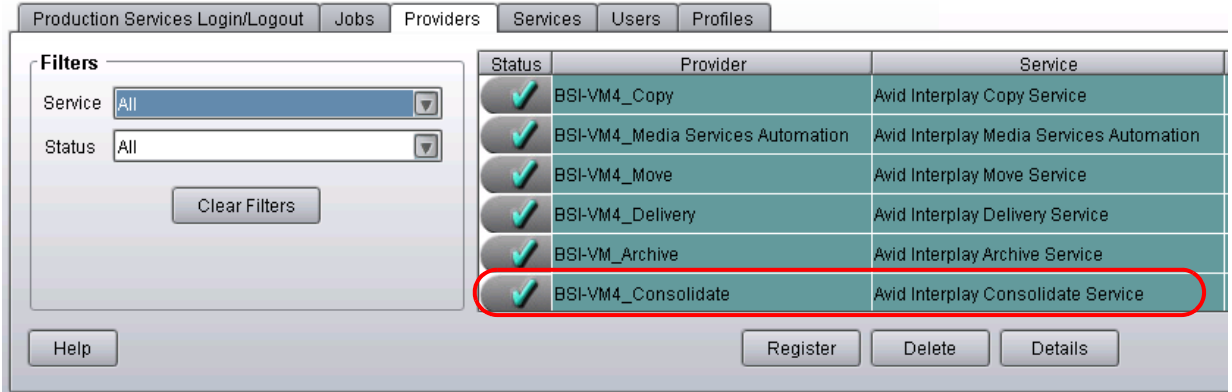 Production Services Login/Logout Jobs Providers Services Users Profiles
Filters
Service All
Status All
Clear Filters
Status Provider Service
BSI-VM4_Copy Avid Interplay Copy Service
BSI-VM4_Media Services Automation Avid Interplay Media Services Automation
BSI-VM4_Move Avid Interplay Move Service
BSI-VM4_Delivery Avid Interplay Delivery Service
BSI-VM_Archive Avid Interplay Archive Service
BSI-VM4_Consolidate Avid Interplay Consolidate Service
Help Register Delete Details